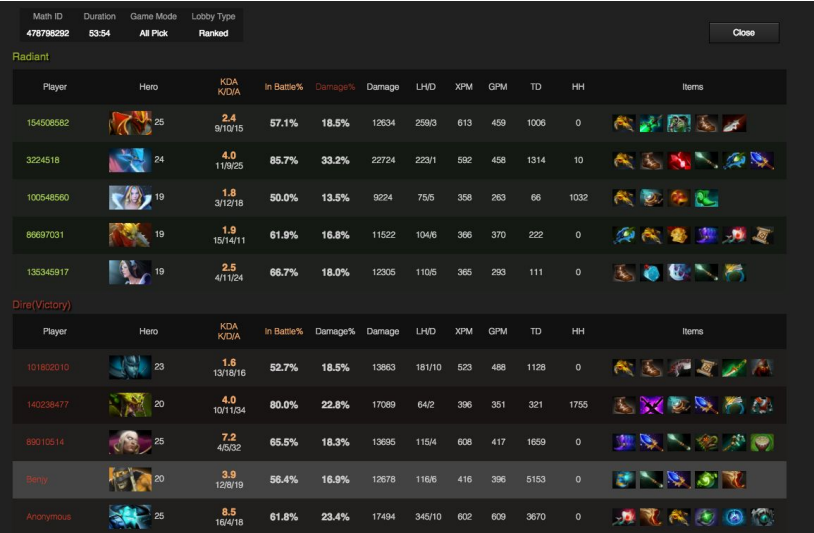 Math ID Duration Game Mode Lobby Type
478798292 53:54 All Pick Ranked
Close
Radiant
Player Hero KDA K/D/A In Battle% Damage% Damage LH/D XPM GPM TD HH Items
154508582 25 2.4 9/10/15 57.1% 18.5% 12634 259/3 613 459 1006 0
3224518 24 4.0 11/9/25 85.7% 33.2% 22724 223/1 592 458 1314 10
100548560 19 1.8 3/12/18 50.0% 13.5% 9224 75/5 358 263 66 1032
86697031 19 1.9 15/14/11 61.9% 16.8% 11522 104/6 366 370 222 0
135345917 19 2.5 4/11/24 66.7% 18.0% 12305 110/5 365 293 111 0
Dire(Victory)
Player Hero KDA K/D/A In Battle% Damage% Damage LH/D XPM GPM TD HH Items
101802010 23 1.6 13/18/16 52.7% 18.5% 13863 181/10 523 488 1128 0
140238477 20 4.0 10/11/34 80.0% 22.8% 17089 64/2 396 351 321 1755
89010514 25 7.2 4/5/32 65.5% 18.3% 13695 115/4 608 417 1659 0
Benjy 20 3.9 12/8/19 56.4% 16.9% 12678 116/6 416 396 5153 0
Anonymous 25 8.5 16/4/18 61.8% 23.4% 17494 345/10 602 609 3670 0